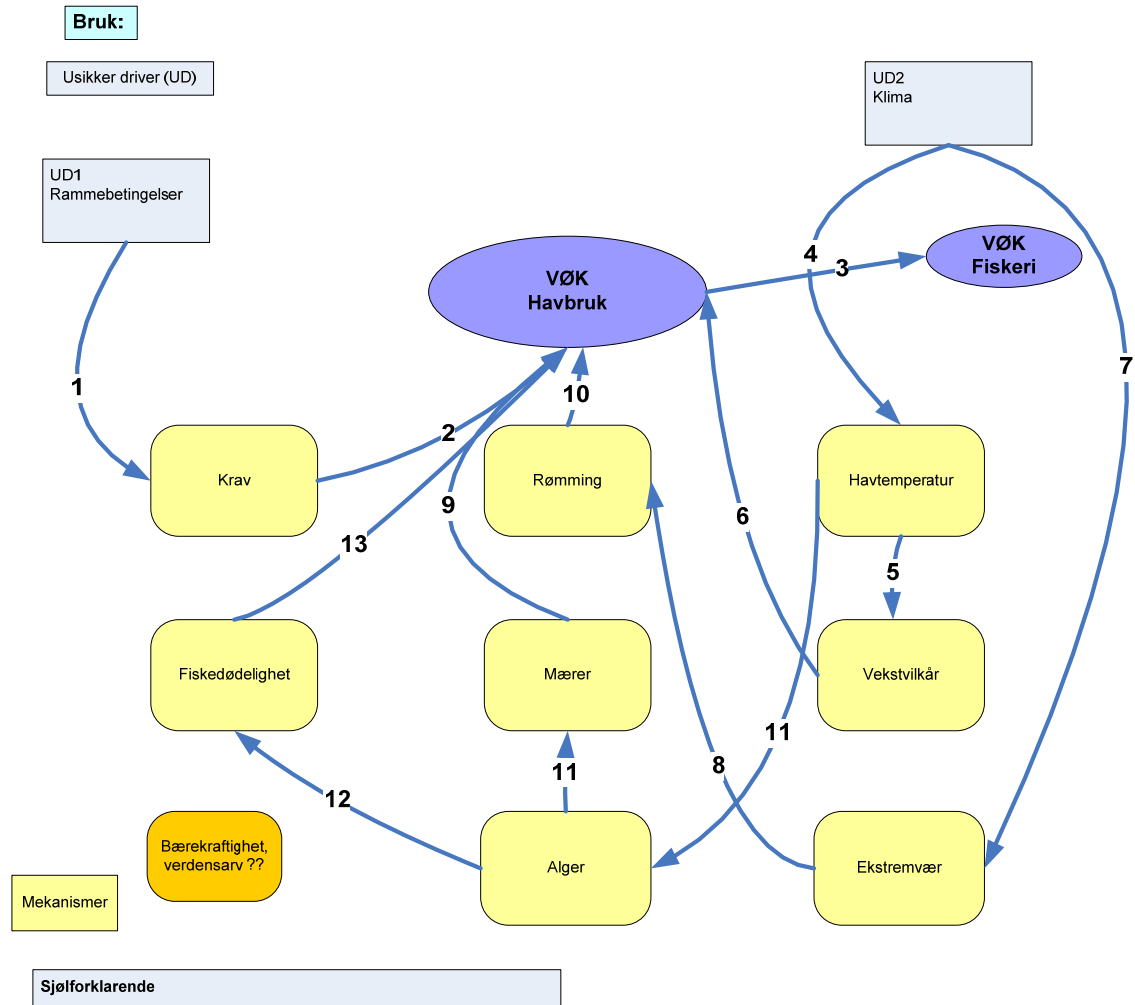 Bruk:
Usikker driver (UD)
UD2
Klima
UD1
Rammebetingelser
VØK
Fiskeri
4
3
VØK
Havbruk
7
1
10
2
Krav
Rømming
Havtemperatur
9
6
13
5
Fiskedødelighet
Mærer
Vekstvilkår
11
8
11
12
Bærekraftighet,
verdensarv ??
Alger
Ekstremvær
Mekanismer
Sjølforklarende